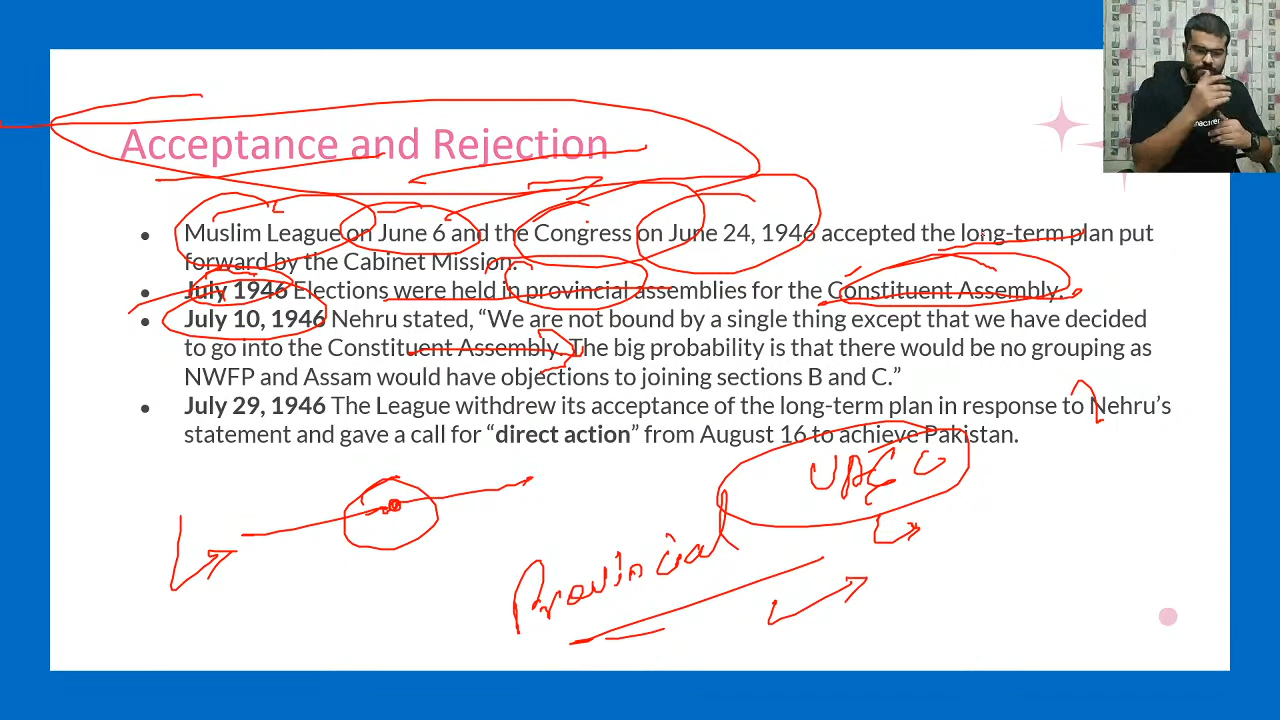 Acceptance and Rejection
• Muslim League on June 6 and the Congress on June 24, 1946 accepted the long-term plan put
forward by the Cabinet Mission.
• July 1946 Elections were held in provincial assemblies for the Constituent Assembly.
• July 10, 1946 Nehru stated, “We are not bound by a single thing except that we have decided
to go into the Constituent Assembly. The big probability is that there would be no grouping as
NWFP and Assam would have objections to joining sections B and C.”
• July 29, 1946 The League withdrew its acceptance of the long-term plan in response to Nehru’s
statement and gave a call for “direct action” from August 16 to achieve Pakistan.
Provincial